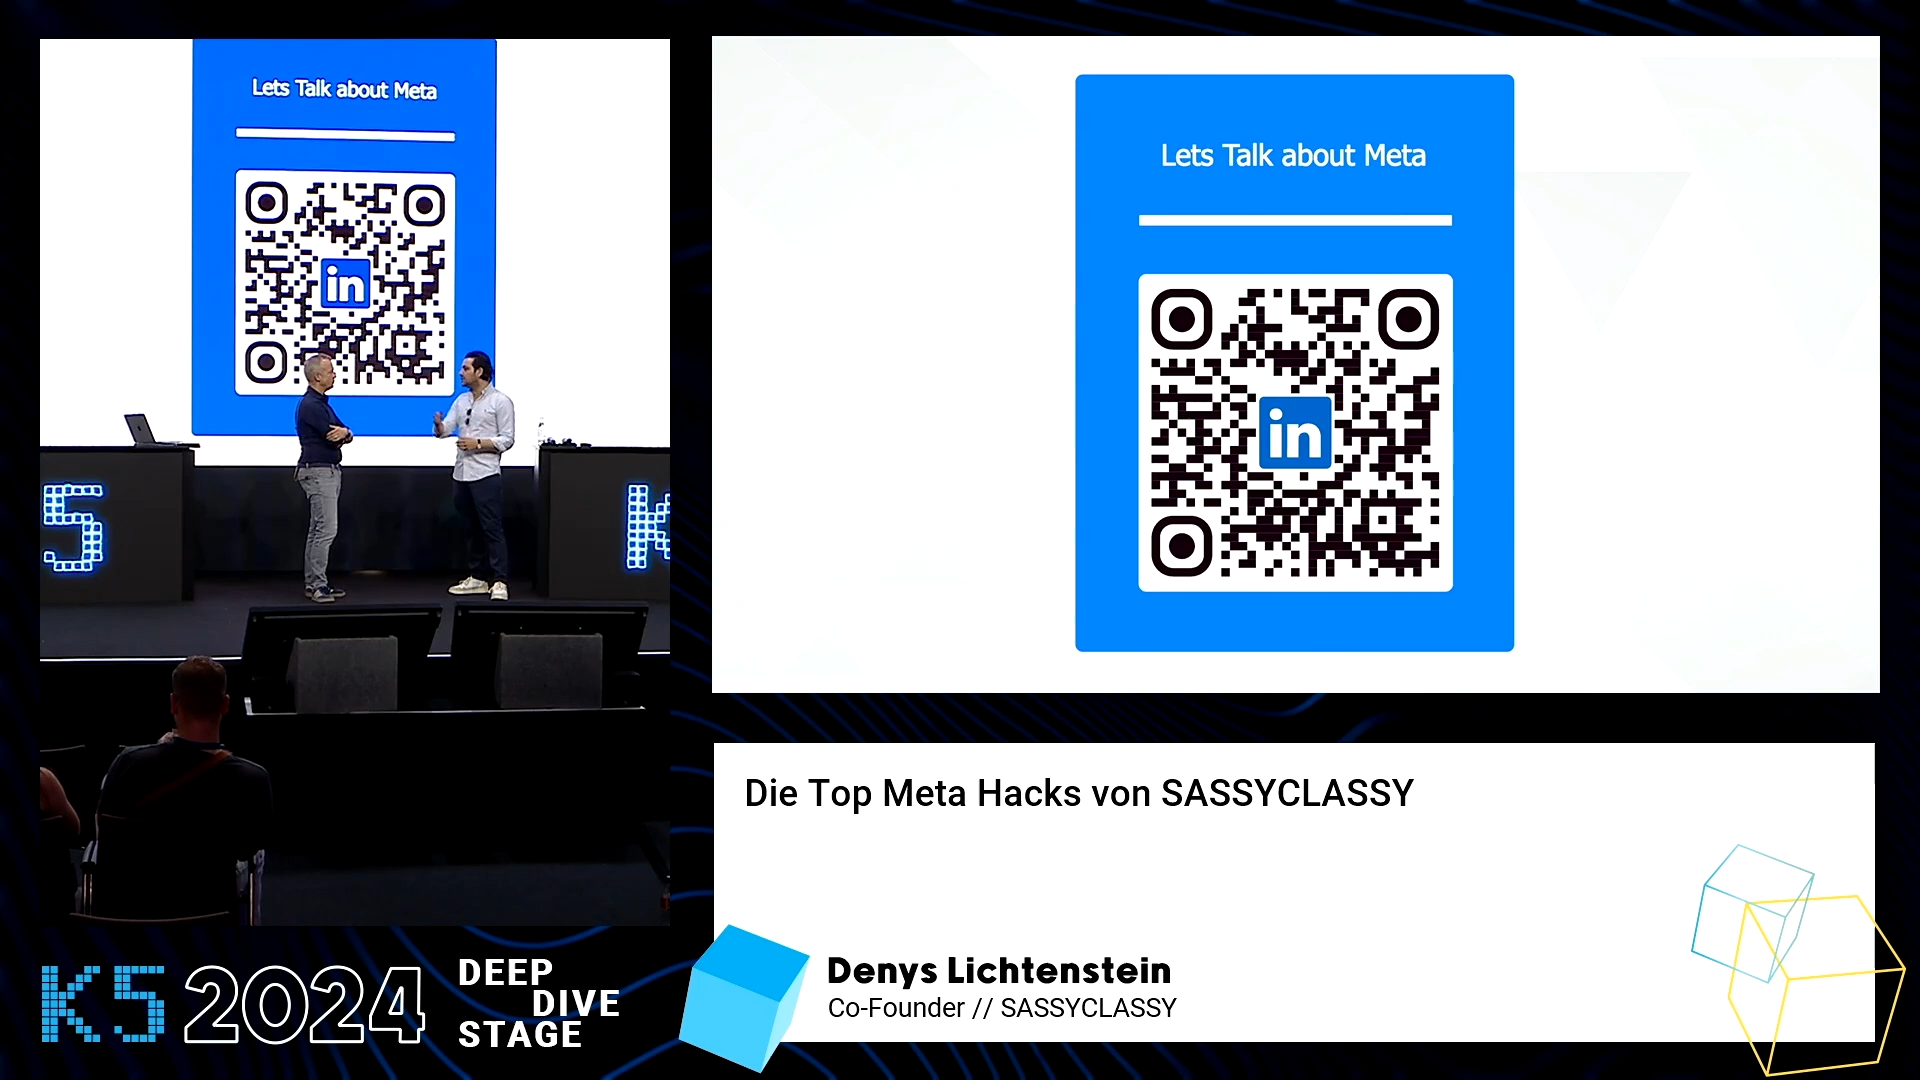 Lets Talk about Meta
in
5
K
Lets Talk about Meta
in
Die Top Meta Hacks von SASSYCLASSY
Denys Lichtenstein
Co-Founder // SASSYCLASSY
K5 2024
DEEP
DIVE
STAGE